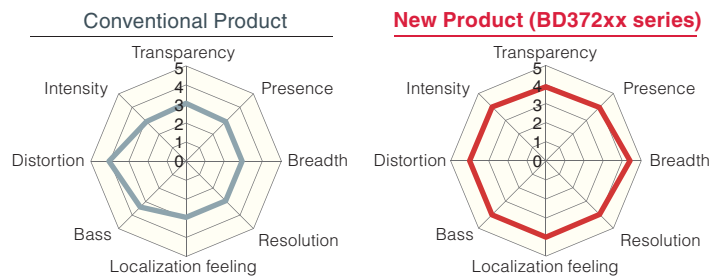 Conventional Product
Transparency
5
4
3
2
1
0
Intensity
Presence
Distortion
Breadth
Bass
Resolution
Localization feeling
New Product (BD372xx series)
Transparency
5
4
3
2
1
0
Intensity
Presence
Distortion
Breadth
Bass
Resolution
Localization feeling